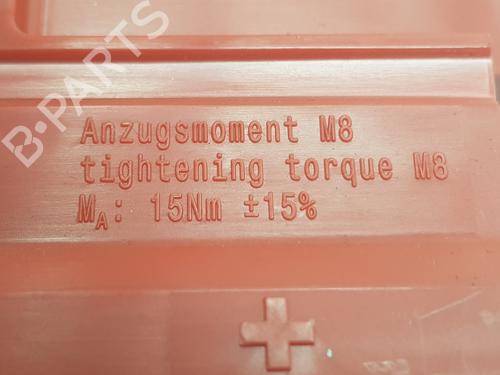 B-PARTS
Anzugsmoment M8
tightening torque M8
MA: 15Nm ±15%